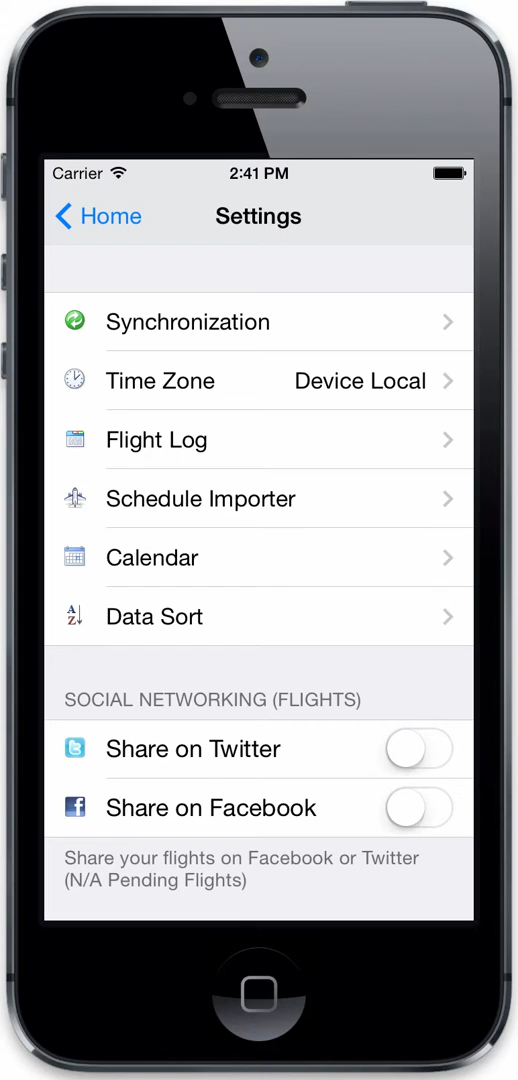 Carrier 2:41 PM
Home Settings
Synchronization
Time Zone Device Local
Flight Log
Schedule Importer
Calendar
A
Z
Data Sort
SOCIAL NETWORKING (FLIGHTS)
Share on Twitter
Share on Facebook
Share your flights on Facebook or Twitter
(N/A Pending Flights)